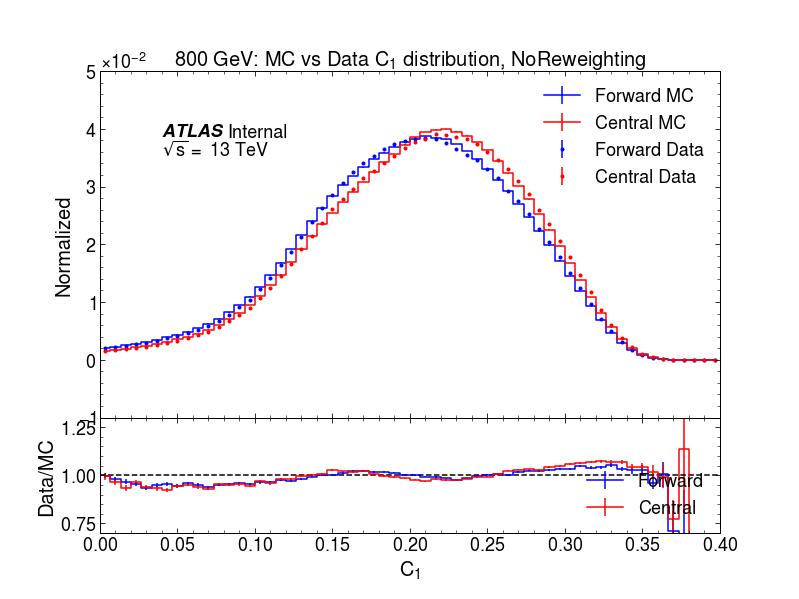 ×10⁻² 800 GeV: MC vs Data C₁ distribution, NoReweighting
5
4
3
2
1
0
−1
Normalized
ATLAS Internal
√s = 13 TeV
Forward MC
Central MC
Forward Data
Central Data
1.25
1.00
0.75
Data/MC
Forward
Central
0.00 0.05 0.10 0.15 0.20 0.25 0.30 0.35 0.40
C₁